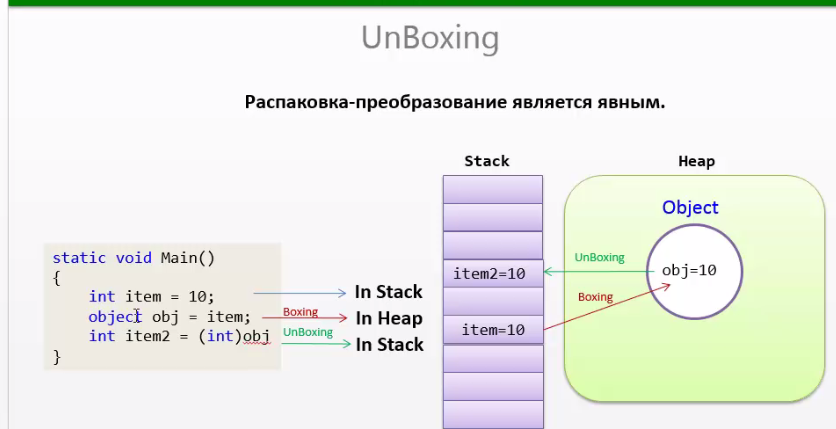 UnBoxing
Распаковка-преобразование является явным.
Stack
Heap
Object
static void Main()
{
int item = 10;
object obj = item;
int item2 = (int)obj
}
In Stack
Boxing
In Heap
UnBoxing
In Stack
item2=10
item=10
UnBoxing
Boxing
obj=10